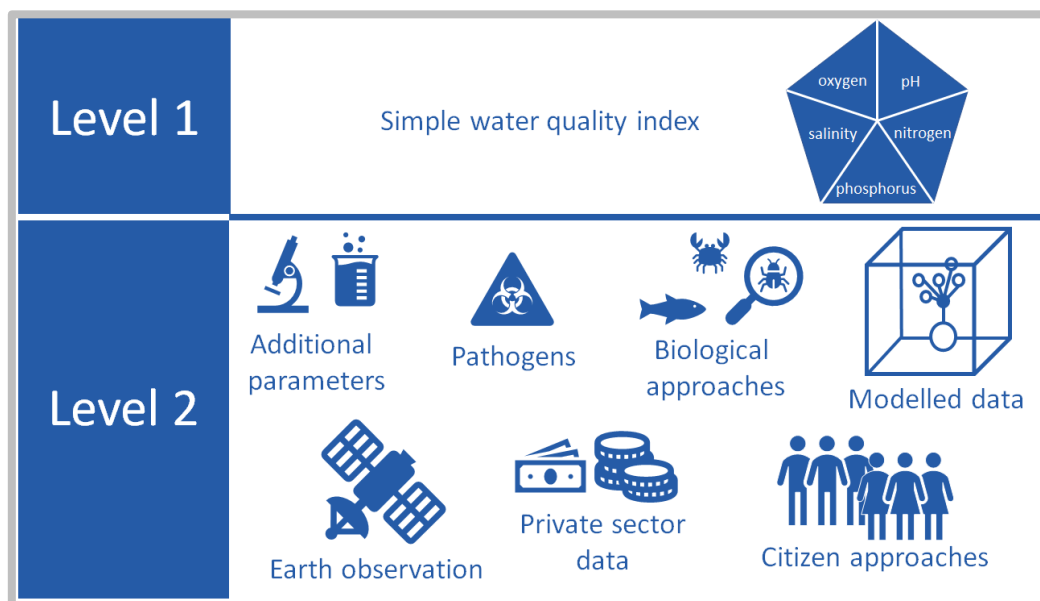 Level 1
Simple water quality index
oxygen
pH
salinity
nitrogen
phosphorus
Level 2
Additional
parameters
Pathogens
Biological
approaches
Modelled data
Earth observation
Private sector
data
Citizen approaches